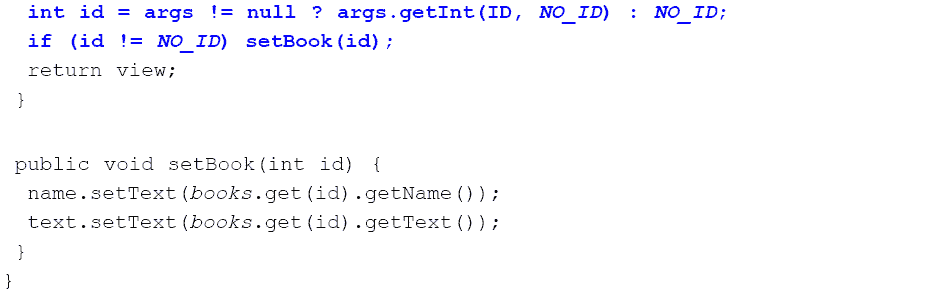 int id = args != null ? args.getInt(ID, NO_ID) : NO_ID;
if (id != NO_ID) setBook(id);
return view;
}
public void setBook(int id) {
name.setText(books.get(id).getName());
text.setText(books.get(id).getText());
}
}